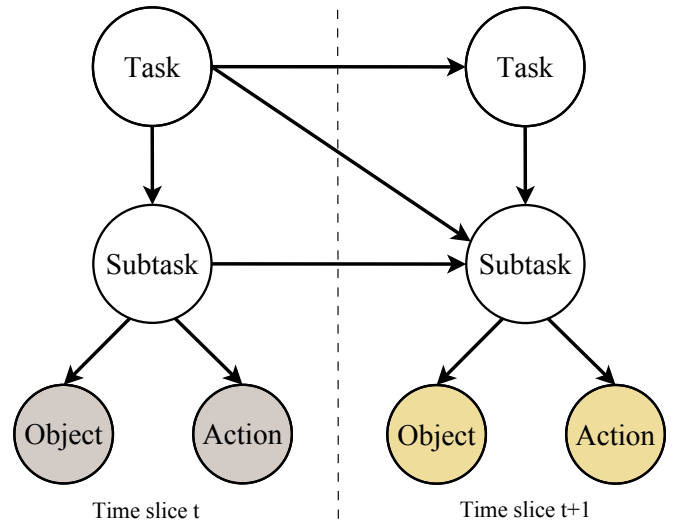 Task
Task
Subtask
Subtask
Object
Action
Object
Action
Time slice t
Time slice t+1